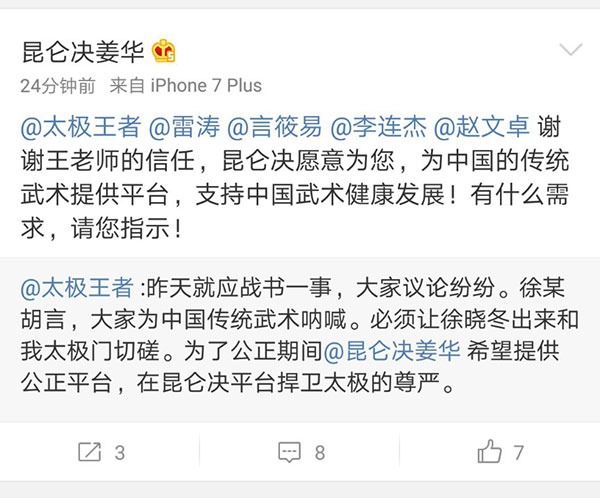 昆仑决姜华
24分钟前 来自 iPhone 7 Plus
@太极王者 @雷涛 @言筱易 @李连杰 @赵文卓 谢
谢王老师的信任，昆仑决愿意为您，为中国的传统
武术提供平台，支持中国武术健康发展！有什么需
求，请您指示！
@太极王者 :昨天就应战书一事，大家议论纷纷。徐某
胡言，大家为中国传统武术呐喊。必须让徐晓冬出来和
我太极门切磋。为了公正期间@昆仑决姜华 希望提供
公正平台，在昆仑决平台捍卫太极的尊严。
3 8 7